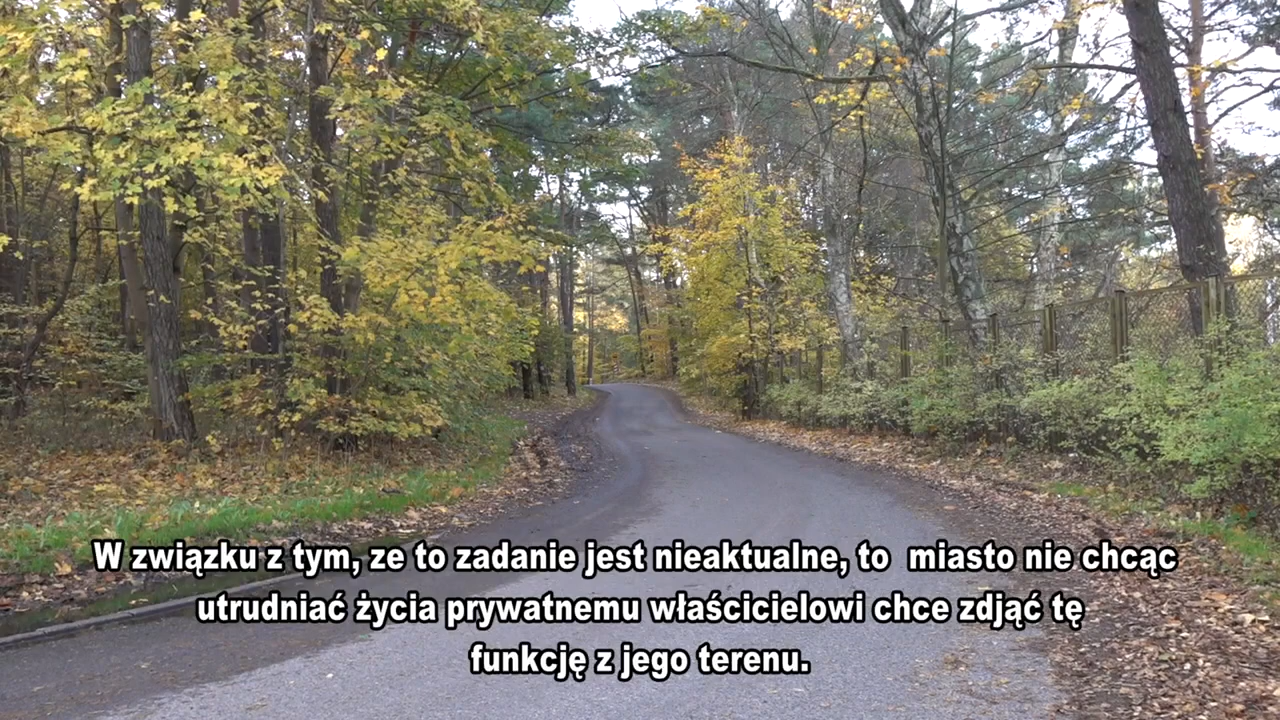 W związku z tym, ze to zadanie jest nieaktualne, to  miasto nie chcąc
utrudniać życia prywatnemu właścicielowi chce zdjąć tę
funkcję z jego terenu.